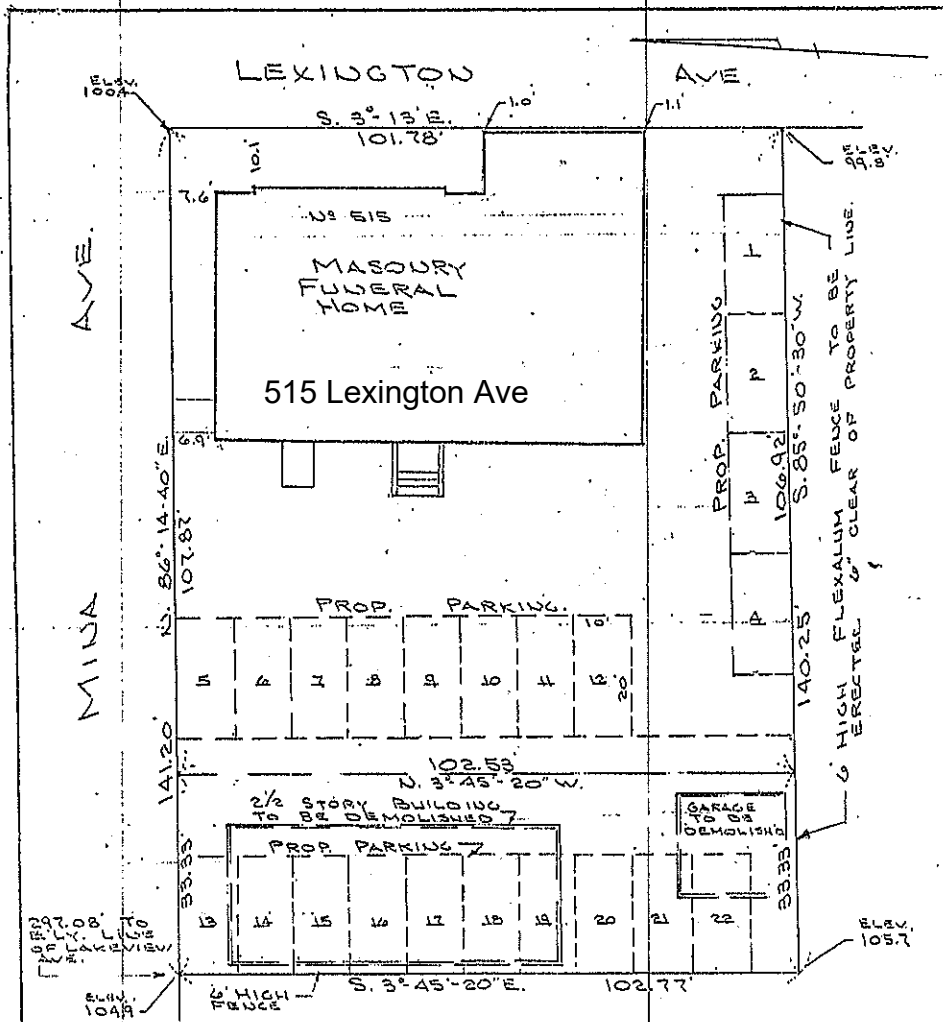 LEXINGTON AVE
ELEV. 100.4
S. 3°-13' E.
101.78'
1.0'
1.1'
ELEV. 99.8
10.1'
7.6'
Nº 515
MASONRY
FUNERAL
HOME
515 Lexington Ave
6.9'
MINA AVE.
N. 86°-14'-40" E.
107.87'
141.20'
33.33'
PROP. PARKING
1
2
3
4
106.92'
S. 85°-50'-30" W.
140.25'
33.33'
6' HIGH FLEXALUM FENCE TO BE
ERECTED 6" CLEAR OF PROPERTY LINE.
PROP. PARKING.
10'
20'
5 6 7 8 9 10 11 12
102.53'
N. 3°-45'-20" W.
2½ STORY BUILDING
TO BE DEMOLISHED
GARAGE
TO BE
DEMOLISHED
PROP. PARKING
13 14 15 16 17 18 19 20 21 22
297.08' TO
E'LY. LINE
OF LAKEVIEW
AVE.
ELEV. 105.7
ELEV. 104.9
6' HIGH
FENCE
S. 3°-45'-20" E.
102.77'